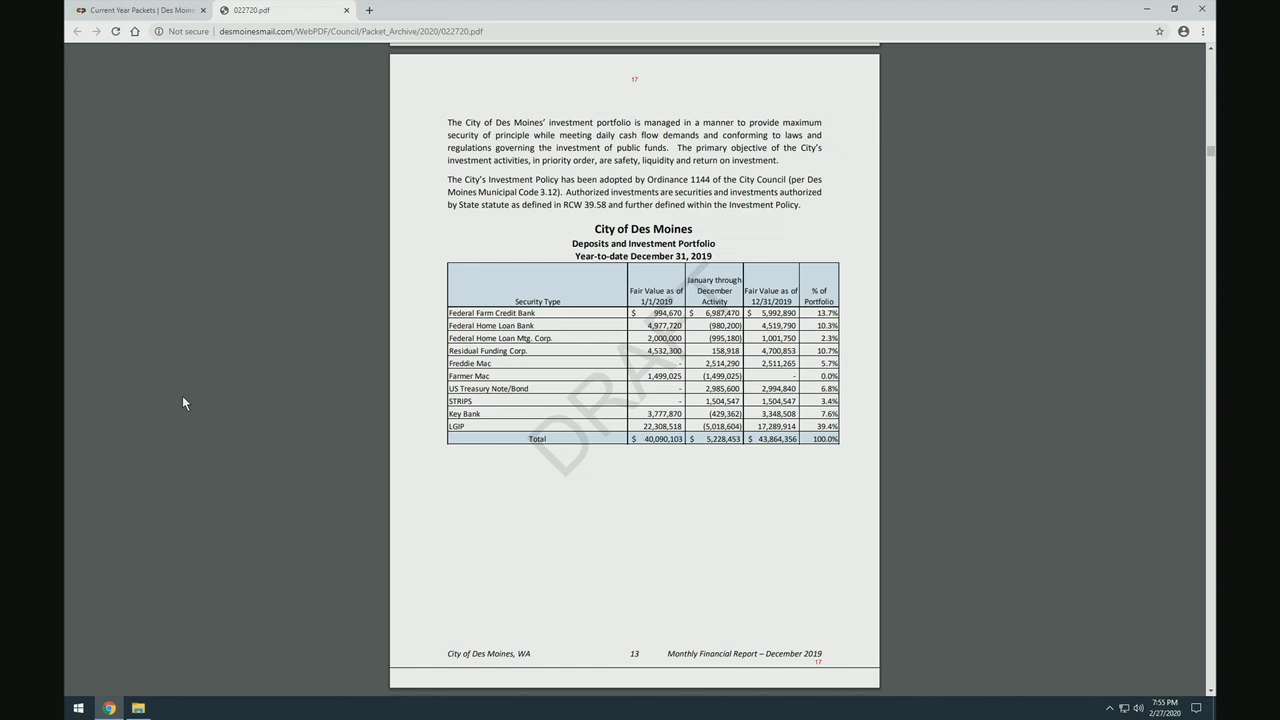 Current Year Packets | Des Moine
022720.pdf
Not secure | desmoinesmail.com/WebPDF/Council/Packet_Archive/2020/022720.pdf
17
The City of Des Moines' investment portfolio is managed in a manner to provide maximum
security of principle while meeting daily cash flow demands and conforming to laws and
regulations governing the investment of public funds. The primary objective of the City's
investment activities, in priority order, are safety, liquidity and return on investment.
The City's Investment Policy has been adopted by Ordinance 1144 of the City Council (per Des
Moines Municipal Code 3.12). Authorized investments are securities and investments authorized
by State statute as defined in RCW 39.58 and further defined within the Investment Policy.
City of Des Moines
Deposits and Investment Portfolio
Year-to-date December 31, 2019
Security Type | Fair Value as of 1/1/2019 | January through December Activity | Fair Value as of 12/31/2019 | % of Portfolio
Federal Farm Credit Bank $ 994,670 $ 6,987,470 $ 5,992,890 13.7%
Federal Home Loan Bank 4,977,720 (980,200) 4,519,790 10.3%
Federal Home Loan Mtg. Corp. 2,000,000 (995,180) 1,001,750 2.3%
Residual Funding Corp. 4,532,300 158,918 4,700,853 10.7%
Freddie Mac - 2,514,290 2,511,265 5.7%
Farmer Mac 1,499,025 (1,499,025) - 0.0%
US Treasury Note/Bond - 2,985,600 2,994,840 6.8%
STRIPS - 1,504,547 1,504,547 3.4%
Key Bank 3,777,870 (429,362) 3,348,508 7.6%
LGIP 22,308,518 (5,018,604) 17,289,914 39.4%
Total $ 40,090,103 $ 5,228,453 $ 43,864,356 100.0%
DRAFT
City of Des Moines, WA 13 Monthly Financial Report – December 2019
17
7:55 PM
2/27/2020